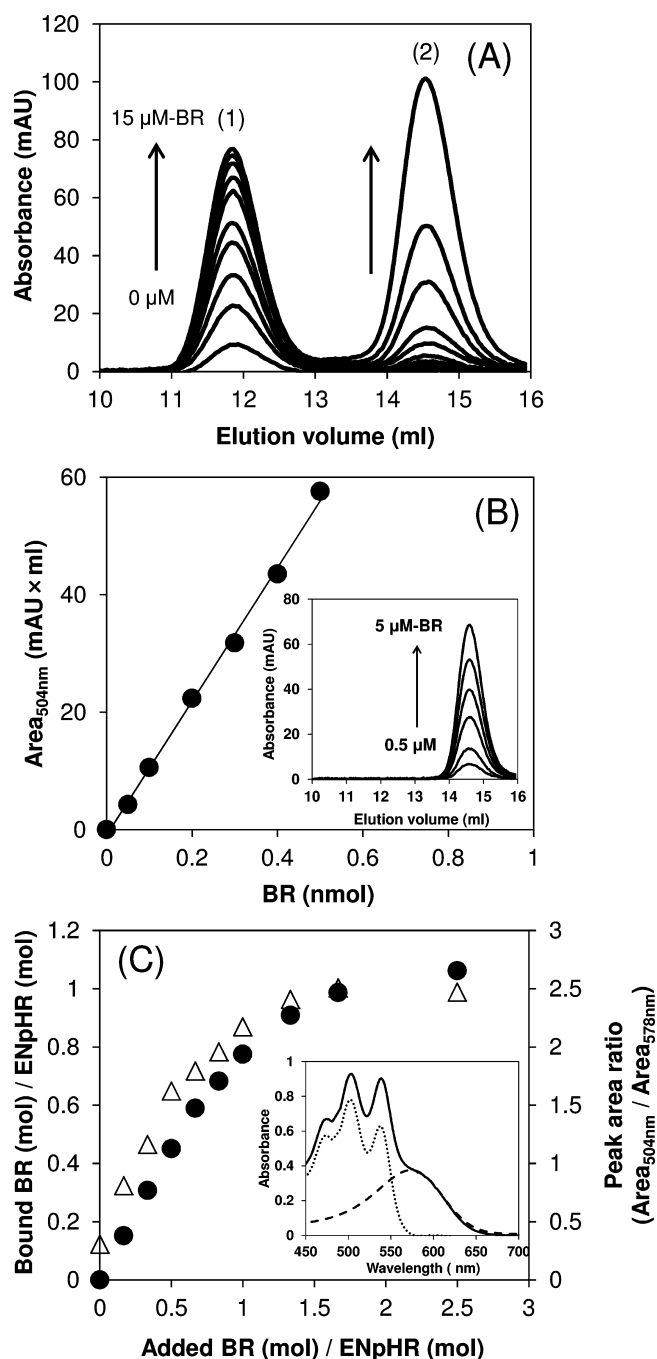 120
100
80
60
40
20
0
Absorbance (mAU)
(A)
(1)
(2)
15 µM-BR
0 µM
10 11 12 13 14 15 16
Elution volume (ml)
60
40
20
0
Area504nm (mAU × ml)
(B)
80
60
40
20
0
Absorbance (mAU)
5 µM-BR
0.5 µM
10 11 12 13 14 15 16
Elution volume (ml)
0 0.2 0.4 0.6 0.8 1
BR (nmol)
1.2
1
0.8
0.6
0.4
0.2
0
Bound BR (mol) / ENpHR (mol)
(C)
3
2.5
2
1.5
1
0.5
0
Peak area ratio
(Area504nm / Area578nm)
1
0.8
0.6
0.4
0.2
0
Absorbance
450 500 550 600 650 700
Wavelength ( nm)
0 0.5 1 1.5 2 2.5 3
Added BR (mol) / ENpHR (mol)